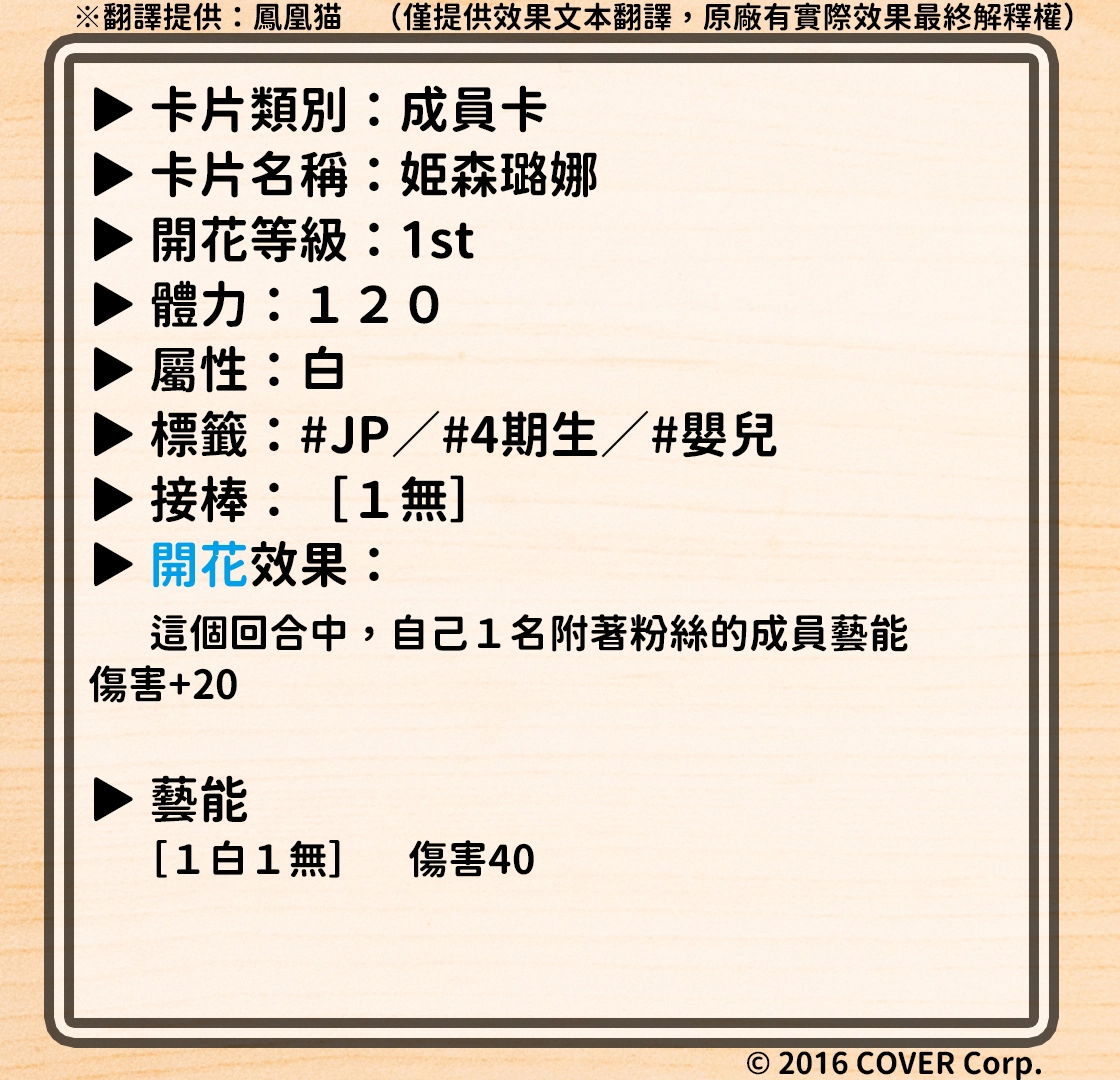 ※翻譯提供：鳳凰猫　（僅提供效果文本翻譯，原廠有實際效果最終解釋權）
▶ 卡片類別：成員卡
▶ 卡片名稱：姫森璐娜
▶ 開花等級：1st
▶ 體力：１２０
▶ 屬性：白
▶ 標籤：#JP／#4期生／#嬰兒
▶ 接棒：［１無］
▶ 開花效果：
這個回合中，自己１名附著粉絲的成員藝能
傷害+20
▶ 藝能
［１白１無］　傷害40
© 2016 COVER Corp.